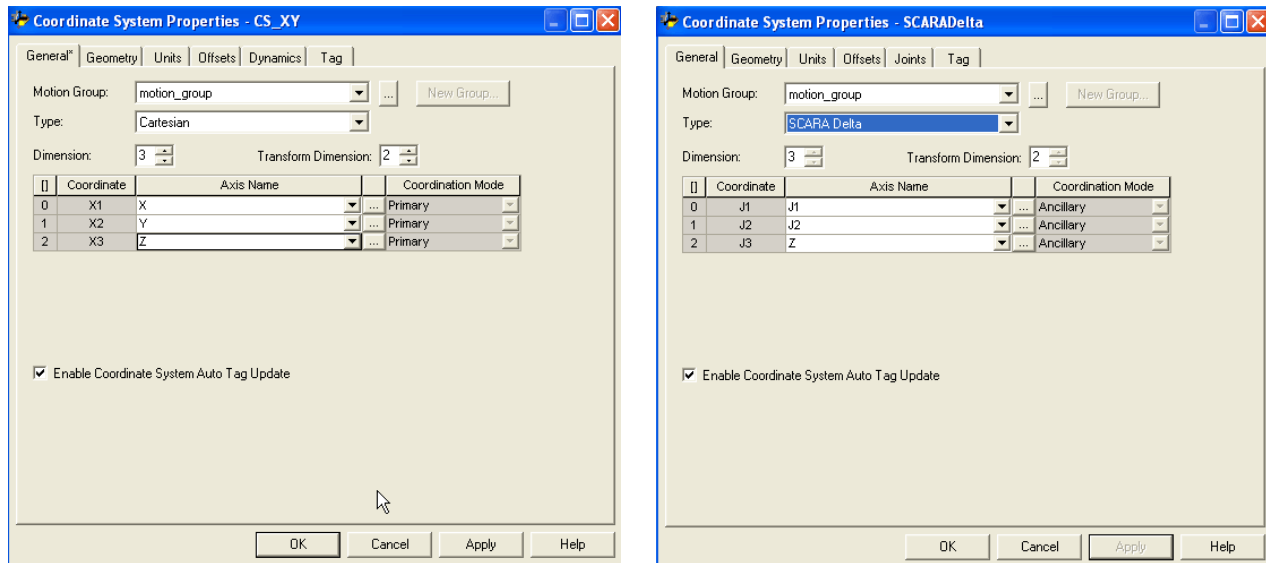 Coordinate System Properties - CS_XY
General* Geometry Units Offsets Dynamics Tag
Motion Group: motion_group ... New Group...
Type: Cartesian
Dimension: 3 Transform Dimension: 2
[] Coordinate Axis Name Coordination Mode
0 X1 X ... Primary
1 X2 Y ... Primary
2 X3 Z ... Primary
Enable Coordinate System Auto Tag Update
OK Cancel Apply Help
Coordinate System Properties - SCARADelta
General Geometry Units Offsets Joints Tag
Motion Group: motion_group ... New Group...
Type: SCARA Delta
Dimension: 3 Transform Dimension: 2
[] Coordinate Axis Name Coordination Mode
0 J1 J1 ... Ancillary
1 J2 J2 ... Ancillary
2 J3 Z ... Ancillary
Enable Coordinate System Auto Tag Update
OK Cancel Apply Help